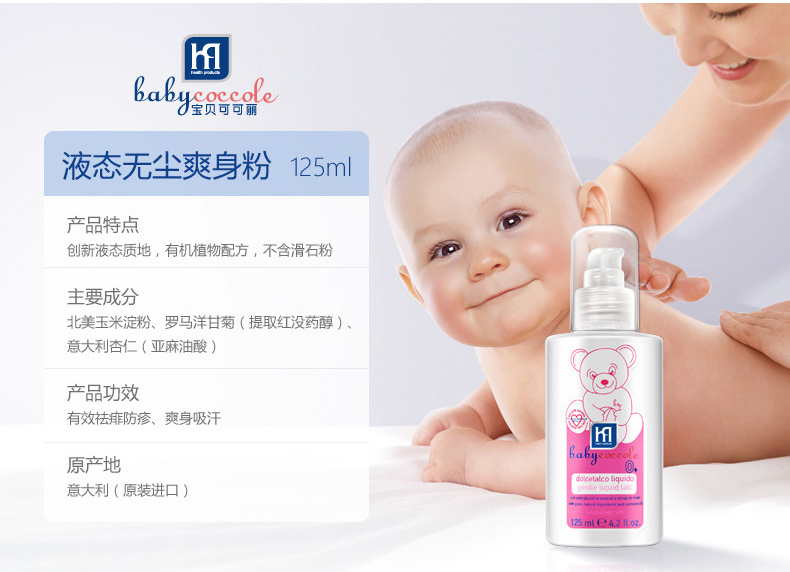 health products
babycoccole
宝贝可可丽
液态无尘爽身粉 125ml
产品特点
创新液态质地，有机植物配方，不含滑石粉
主要成分
北美玉米淀粉、罗马洋甘菊（提取红没药醇）、
意大利杏仁（亚麻油酸）
产品功效
有效祛痱防疹、爽身吸汗
原产地
意大利（原装进口）
babycoccole
0+
dolcetalco liquido
gentle liquid talc
125 ml ℮ 4.2 fl.oz.